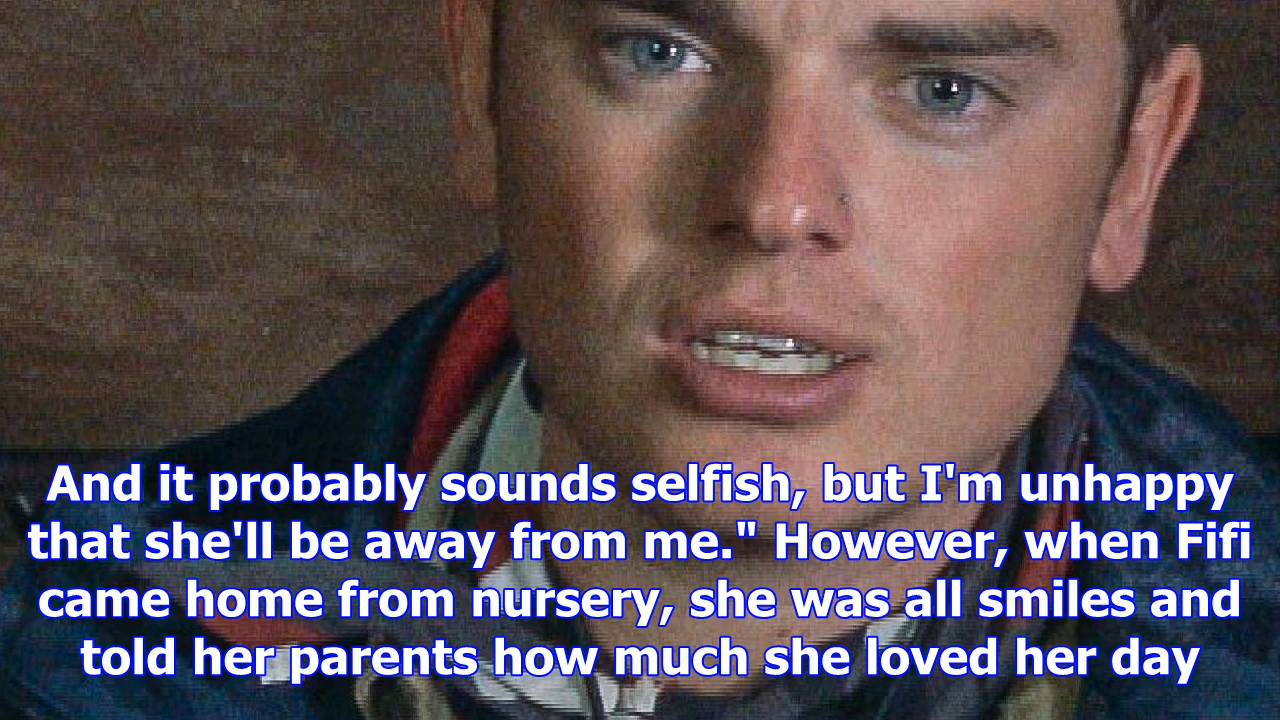 And it probably sounds selfish, but I'm unhappy
that she'll be away from me." However, when Fifi
came home from nursery, she was all smiles and
told her parents how much she loved her day